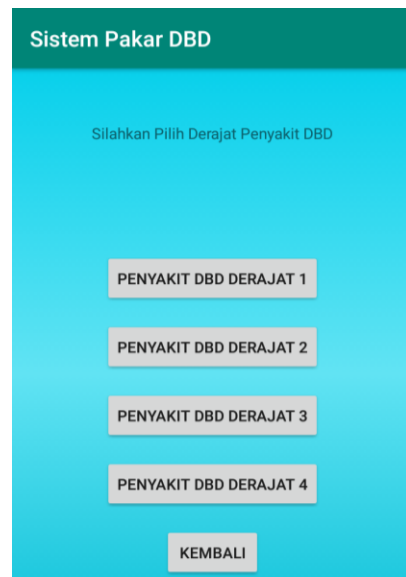 Sistem Pakar DBD
Silahkan Pilih Derajat Penyakit DBD
PENYAKIT DBD DERAJAT 1
PENYAKIT DBD DERAJAT 2
PENYAKIT DBD DERAJAT 3
PENYAKIT DBD DERAJAT 4
KEMBALI